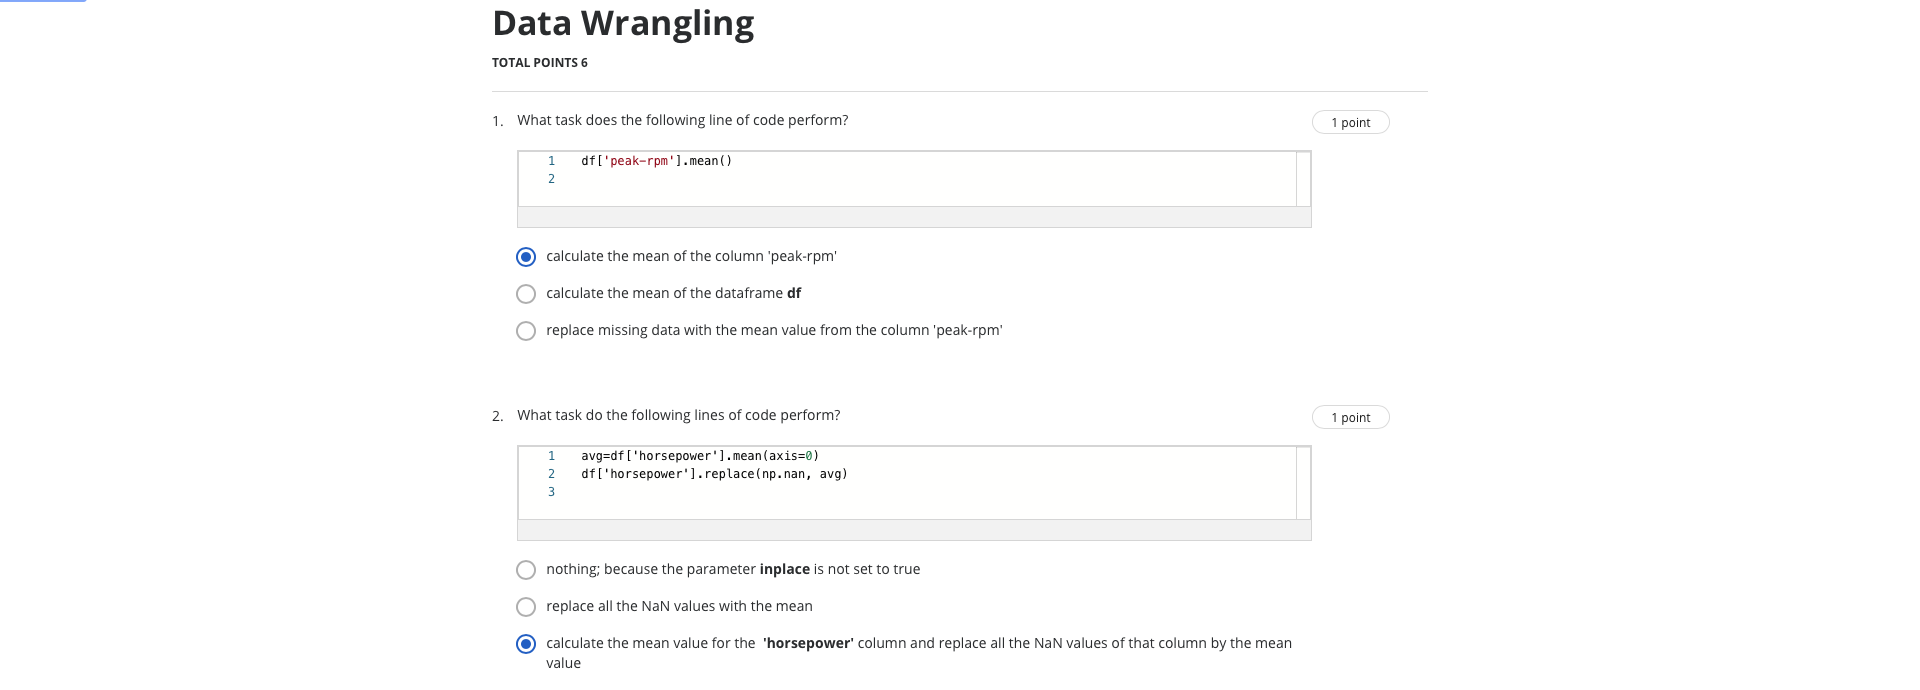 Data Wrangling
TOTAL POINTS 6
1. What task does the following line of code perform?
1 point
1 df['peak-rpm'].mean()
2
calculate the mean of the column 'peak-rpm'
calculate the mean of the dataframe df
replace missing data with the mean value from the column 'peak-rpm'
2. What task do the following lines of code perform?
1 point
1 avg=df['horsepower'].mean(axis=0)
2 df['horsepower'].replace(np.nan, avg)
3
nothing; because the parameter inplace is not set to true
replace all the NaN values with the mean
calculate the mean value for the 'horsepower' column and replace all the NaN values of that column by the mean
value